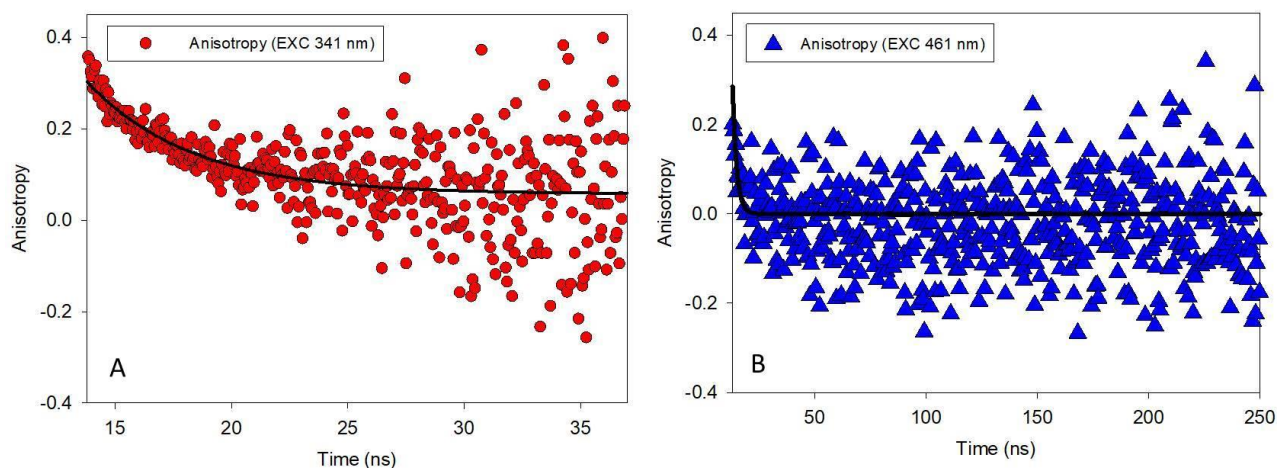 0.4
0.2
0.0
-0.2
-0.4
Anisotropy
Anisotropy (EXC 341 nm)
A
15 20 25 30 35
Time (ns)
0.4
0.2
0.0
-0.2
-0.4
Anisotropy
Anisotropy (EXC 461 nm)
B
50 100 150 200 250
Time (ns)